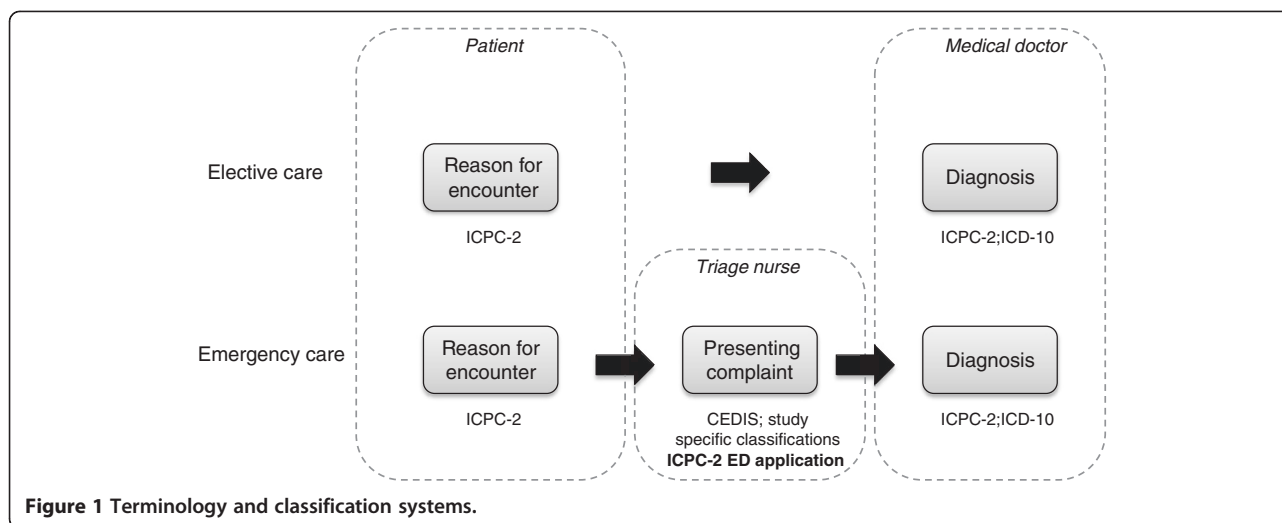 Patient
Medical doctor
Elective care
Reason for
encounter
Diagnosis
ICPC-2
ICPC-2;ICD-10
Triage nurse
Emergency care
Reason for
encounter
Presenting
complaint
Diagnosis
ICPC-2
CEDIS; study
specific classifications
ICPC-2 ED application
ICPC-2;ICD-10
Figure 1 Terminology and classification systems.